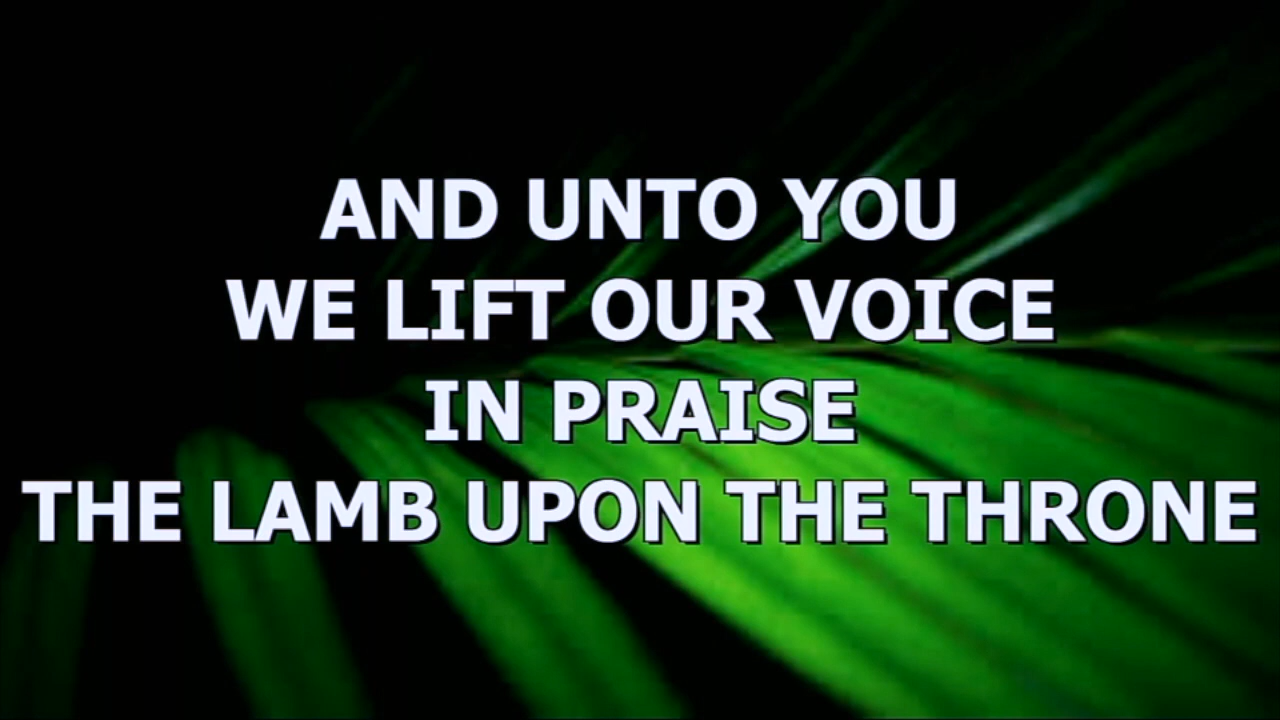 AND UNTO YOU
WE LIFT OUR VOICE
IN PRAISE
THE LAMB UPON THE THRONE